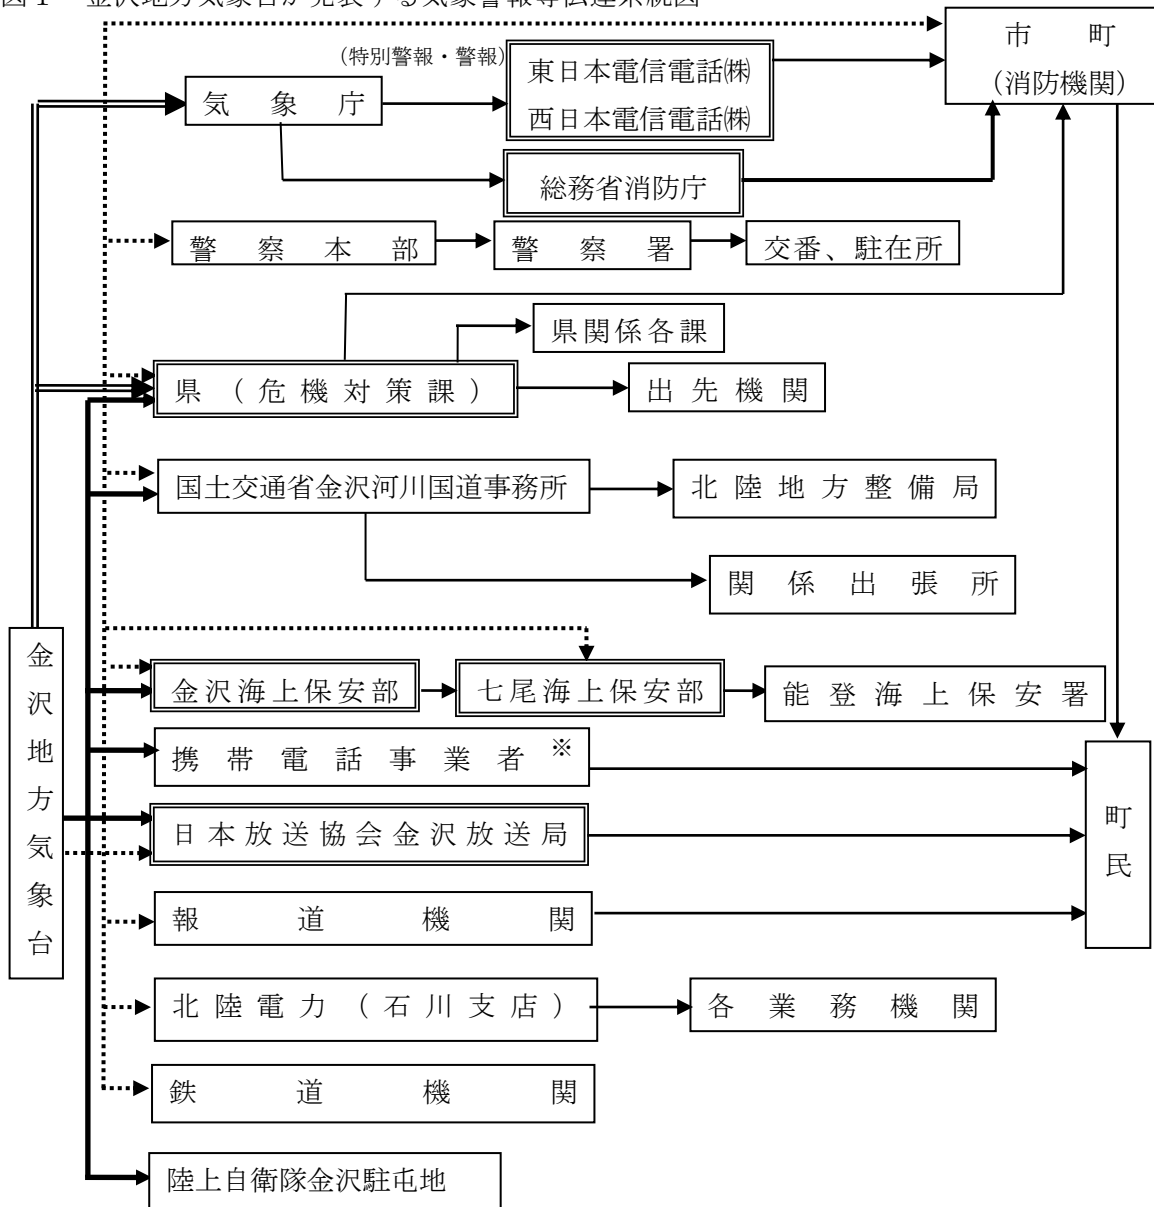 図1 金沢地方気象台が発表する気象警報等伝達系統図
市町
(消防機関)
(特別警報・警報)
東日本電信電話㈱
西日本電信電話㈱
気象庁
総務省消防庁
警察本部
警察署
交番、駐在所
県関係各課
県(危機対策課)
出先機関
国土交通省金沢河川国道事務所
北陸地方整備局
関係出張所
金沢地方気象台
金沢海上保安部
七尾海上保安部
能登海上保安署
携帯電話事業者※
日本放送協会金沢放送局
町民
報道機関
北陸電力(石川支店)
各業務機関
鉄道機関
陸上自衛隊金沢駐屯地